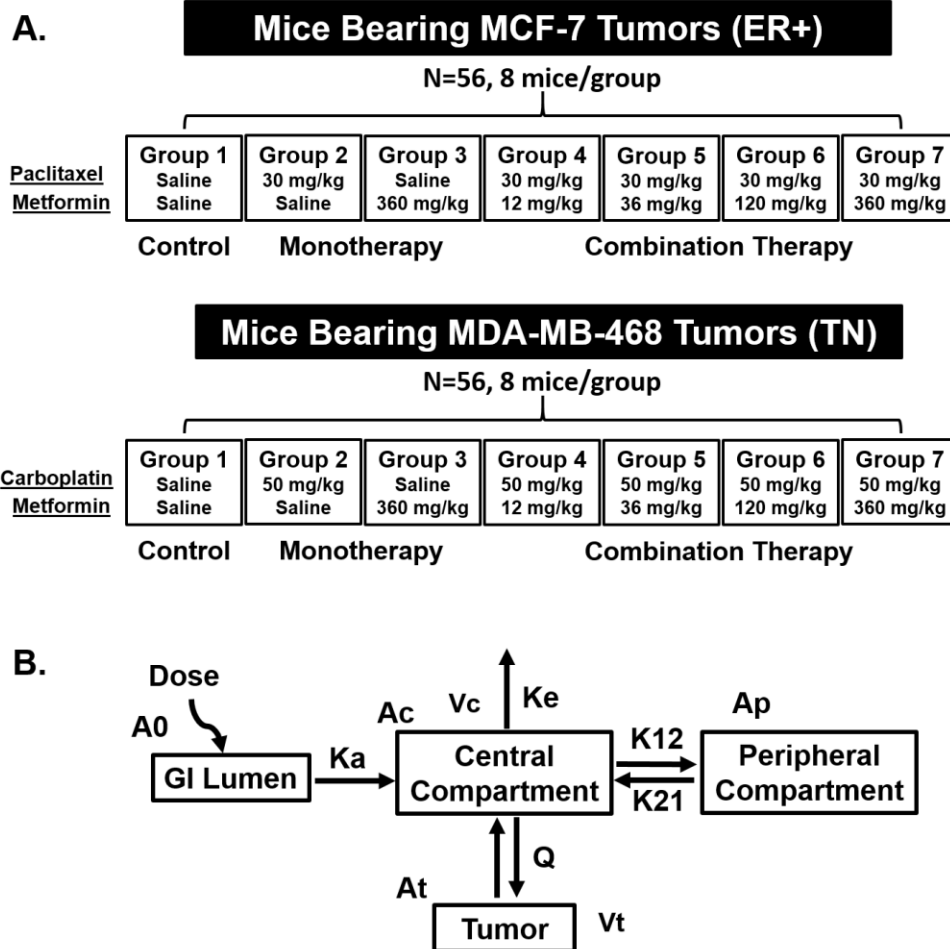 A.
Mice Bearing MCF-7 Tumors (ER+)
N=56, 8 mice/group
Paclitaxel
Metformin
Group 1
Saline
Saline
Group 2
30 mg/kg
Saline
Group 3
Saline
360 mg/kg
Group 4
30 mg/kg
12 mg/kg
Group 5
30 mg/kg
36 mg/kg
Group 6
30 mg/kg
120 mg/kg
Group 7
30 mg/kg
360 mg/kg
Control
Monotherapy
Combination Therapy
Mice Bearing MDA-MB-468 Tumors (TN)
N=56, 8 mice/group
Carboplatin
Metformin
Group 1
Saline
Saline
Group 2
50 mg/kg
Saline
Group 3
Saline
360 mg/kg
Group 4
50 mg/kg
12 mg/kg
Group 5
50 mg/kg
36 mg/kg
Group 6
50 mg/kg
120 mg/kg
Group 7
50 mg/kg
360 mg/kg
Control
Monotherapy
Combination Therapy
B.
Dose
A0
GI Lumen
Ka
Ac
Vc
Ke
Central
Compartment
K12
K21
Ap
Peripheral
Compartment
Q
At
Tumor
Vt